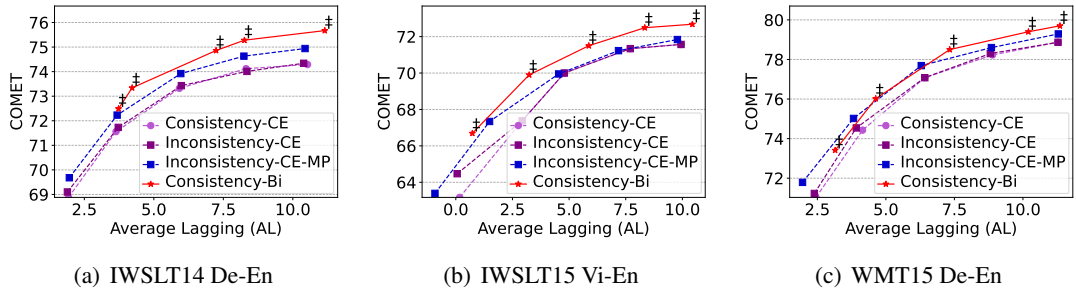 COMET
76
75
74
73
72
71
70
69
2.5 5.0 7.5 10.0
Average Lagging (AL)
‡ ‡ ‡ ‡ ‡
Consistency-CE
Inconsistency-CE
Inconsistency-CE-MP
Consistency-Bi
(a) IWSLT14 De-En
COMET
72
70
68
66
64
0.0 2.5 5.0 7.5 10.0
Average Lagging (AL)
‡ ‡ ‡ ‡ ‡
Consistency-CE
Inconsistency-CE
Inconsistency-CE-MP
Consistency-Bi
(b) IWSLT15 Vi-En
COMET
80
78
76
74
72
2.5 5.0 7.5 10.0
Average Lagging (AL)
‡ ‡ ‡ ‡ ‡
Consistency-CE
Inconsistency-CE
Inconsistency-CE-MP
Consistency-Bi
(c) WMT15 De-En